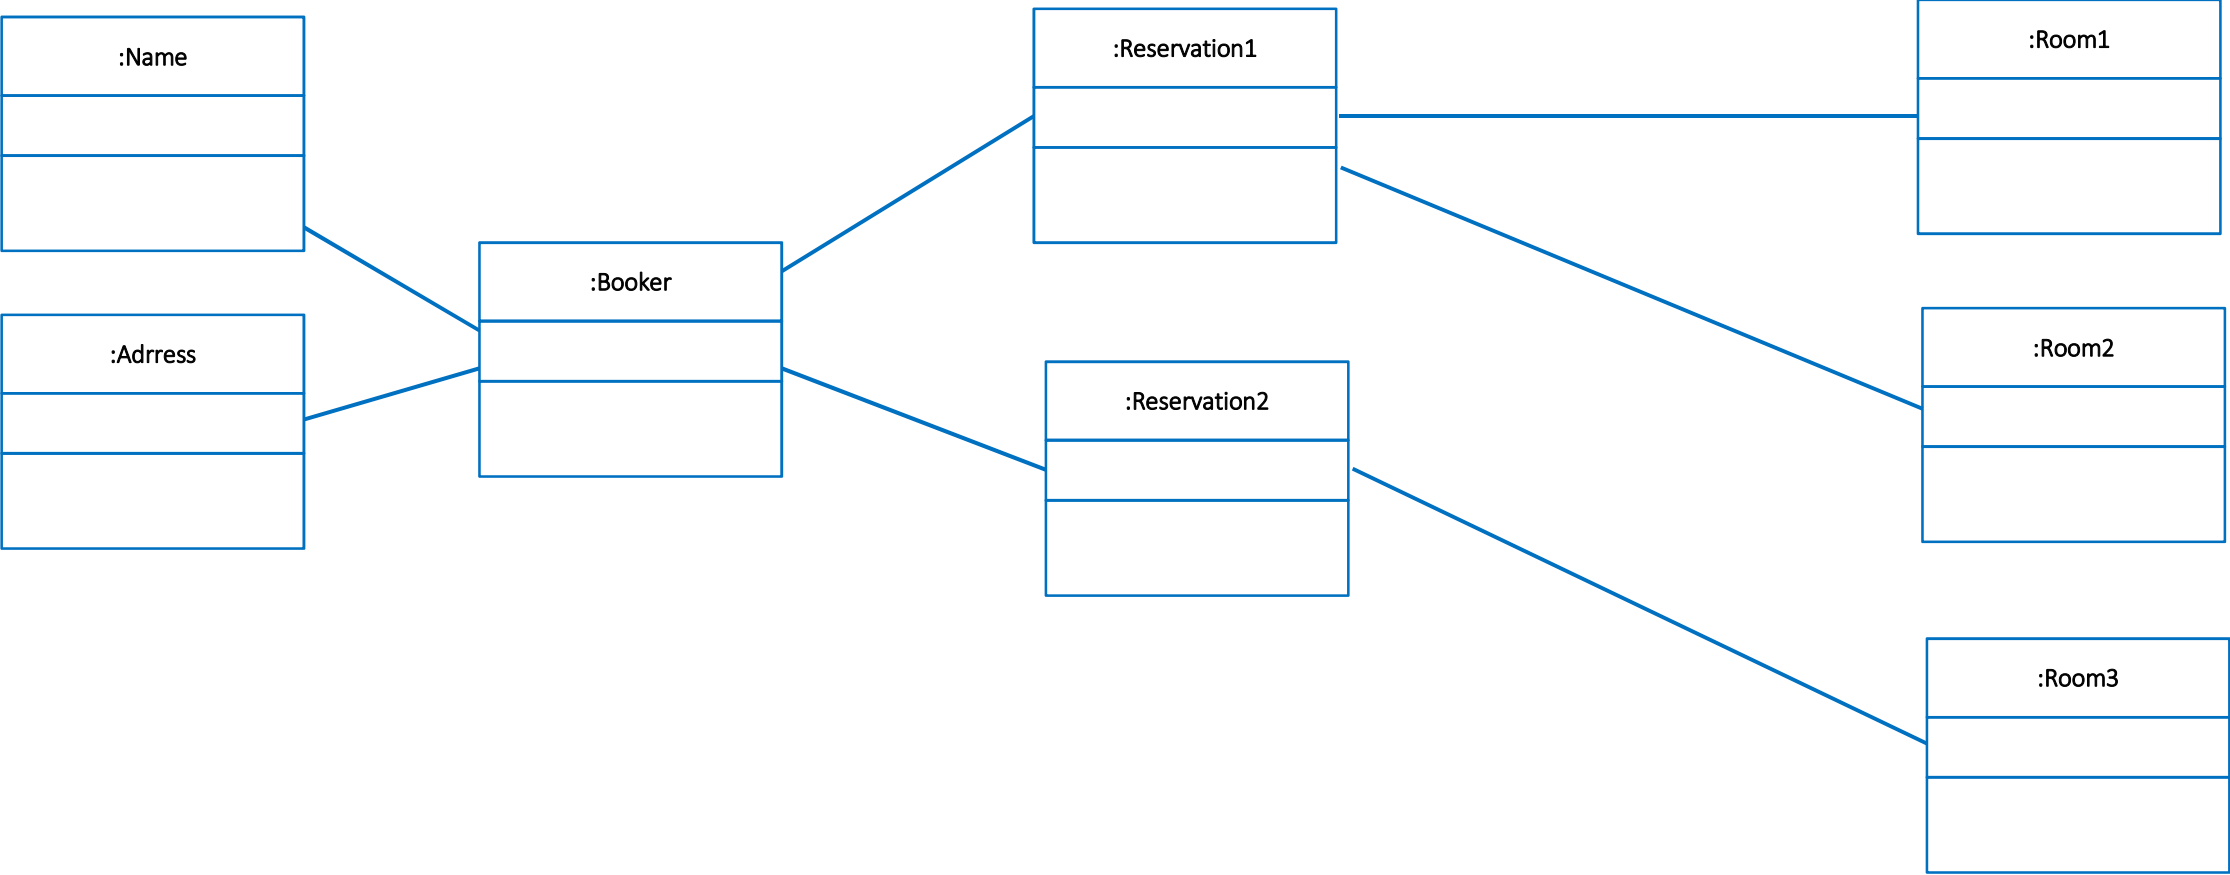 :Name
:Adrress
:Booker
:Reservation1
:Reservation2
:Room1
:Room2
:Room3